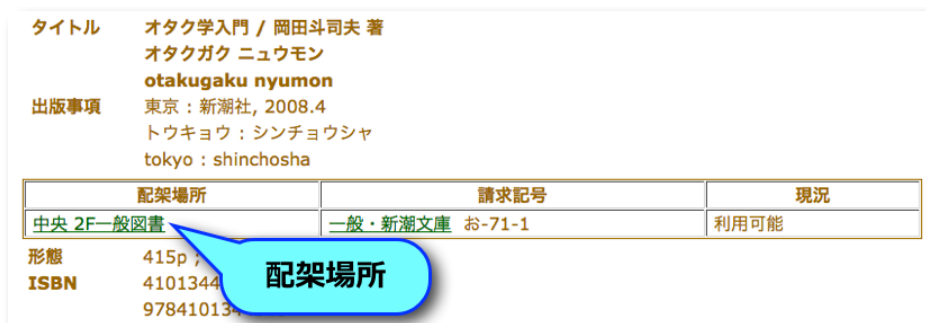 タイトル オタク学入門 / 岡田斗司夫 著
オタクガク ニュウモン
otakugaku nyumon
出版事項 東京 : 新潮社, 2008.4
トウキョウ : シンチョウシャ
tokyo : shinchosha
配架場所 請求記号 現況
中央 2F一般図書 一般・新潮文庫 お-71-1 利用可能
形態 415p ;
ISBN 4101344
配架場所
978410134